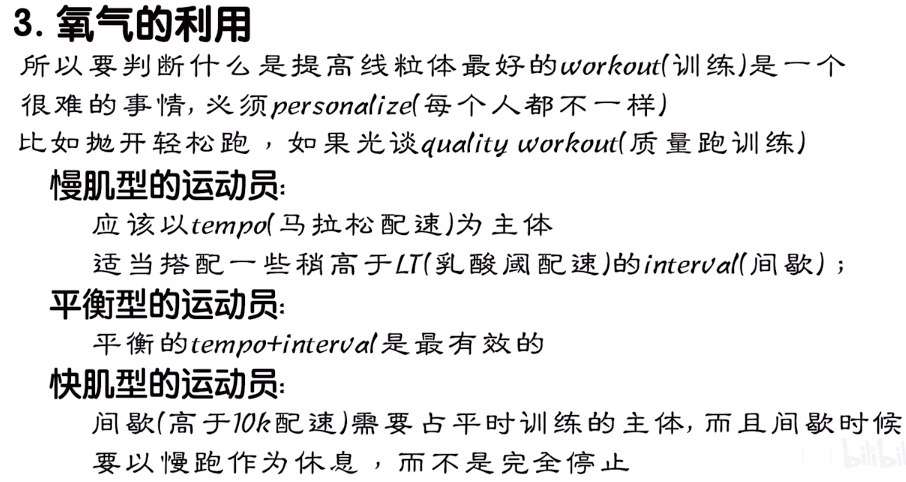 3. 氧气的利用
所以要判断什么是提高线粒体最好的workout(训练)是一个
很难的事情,必须personalize(每个人都不一样)
比如抛开轻松跑，如果光谈quality workout(质量跑训练)
慢肌型的运动员:
应该以tempo(马拉松配速)为主体
适当搭配一些稍高于LT(乳酸阈配速)的interval(间歇)；
平衡型的运动员:
平衡的tempo+interval是最有效的
快肌型的运动员:
间歇(高于10k配速)需要占平时训练的主体,而且间歇时候
要以慢跑作为休息，而不是完全停止
bilibili